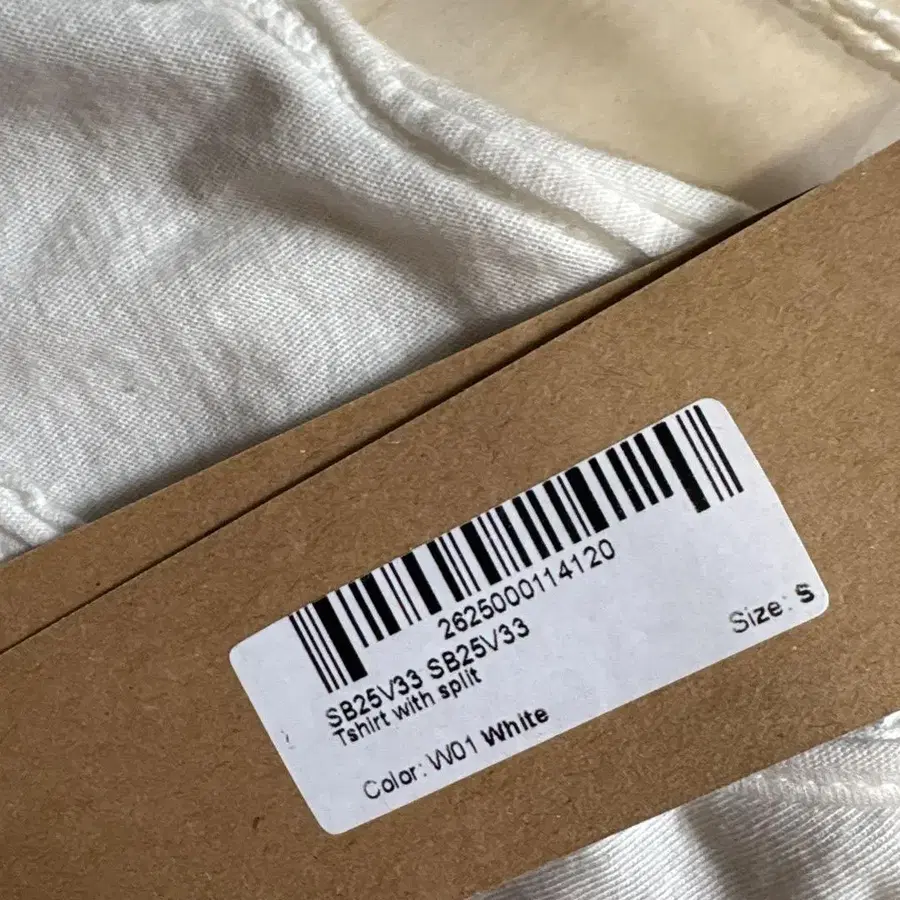 2625000114120
SB25V33 SB25V33
Tshirt with split
Color: W01 White
Size: S